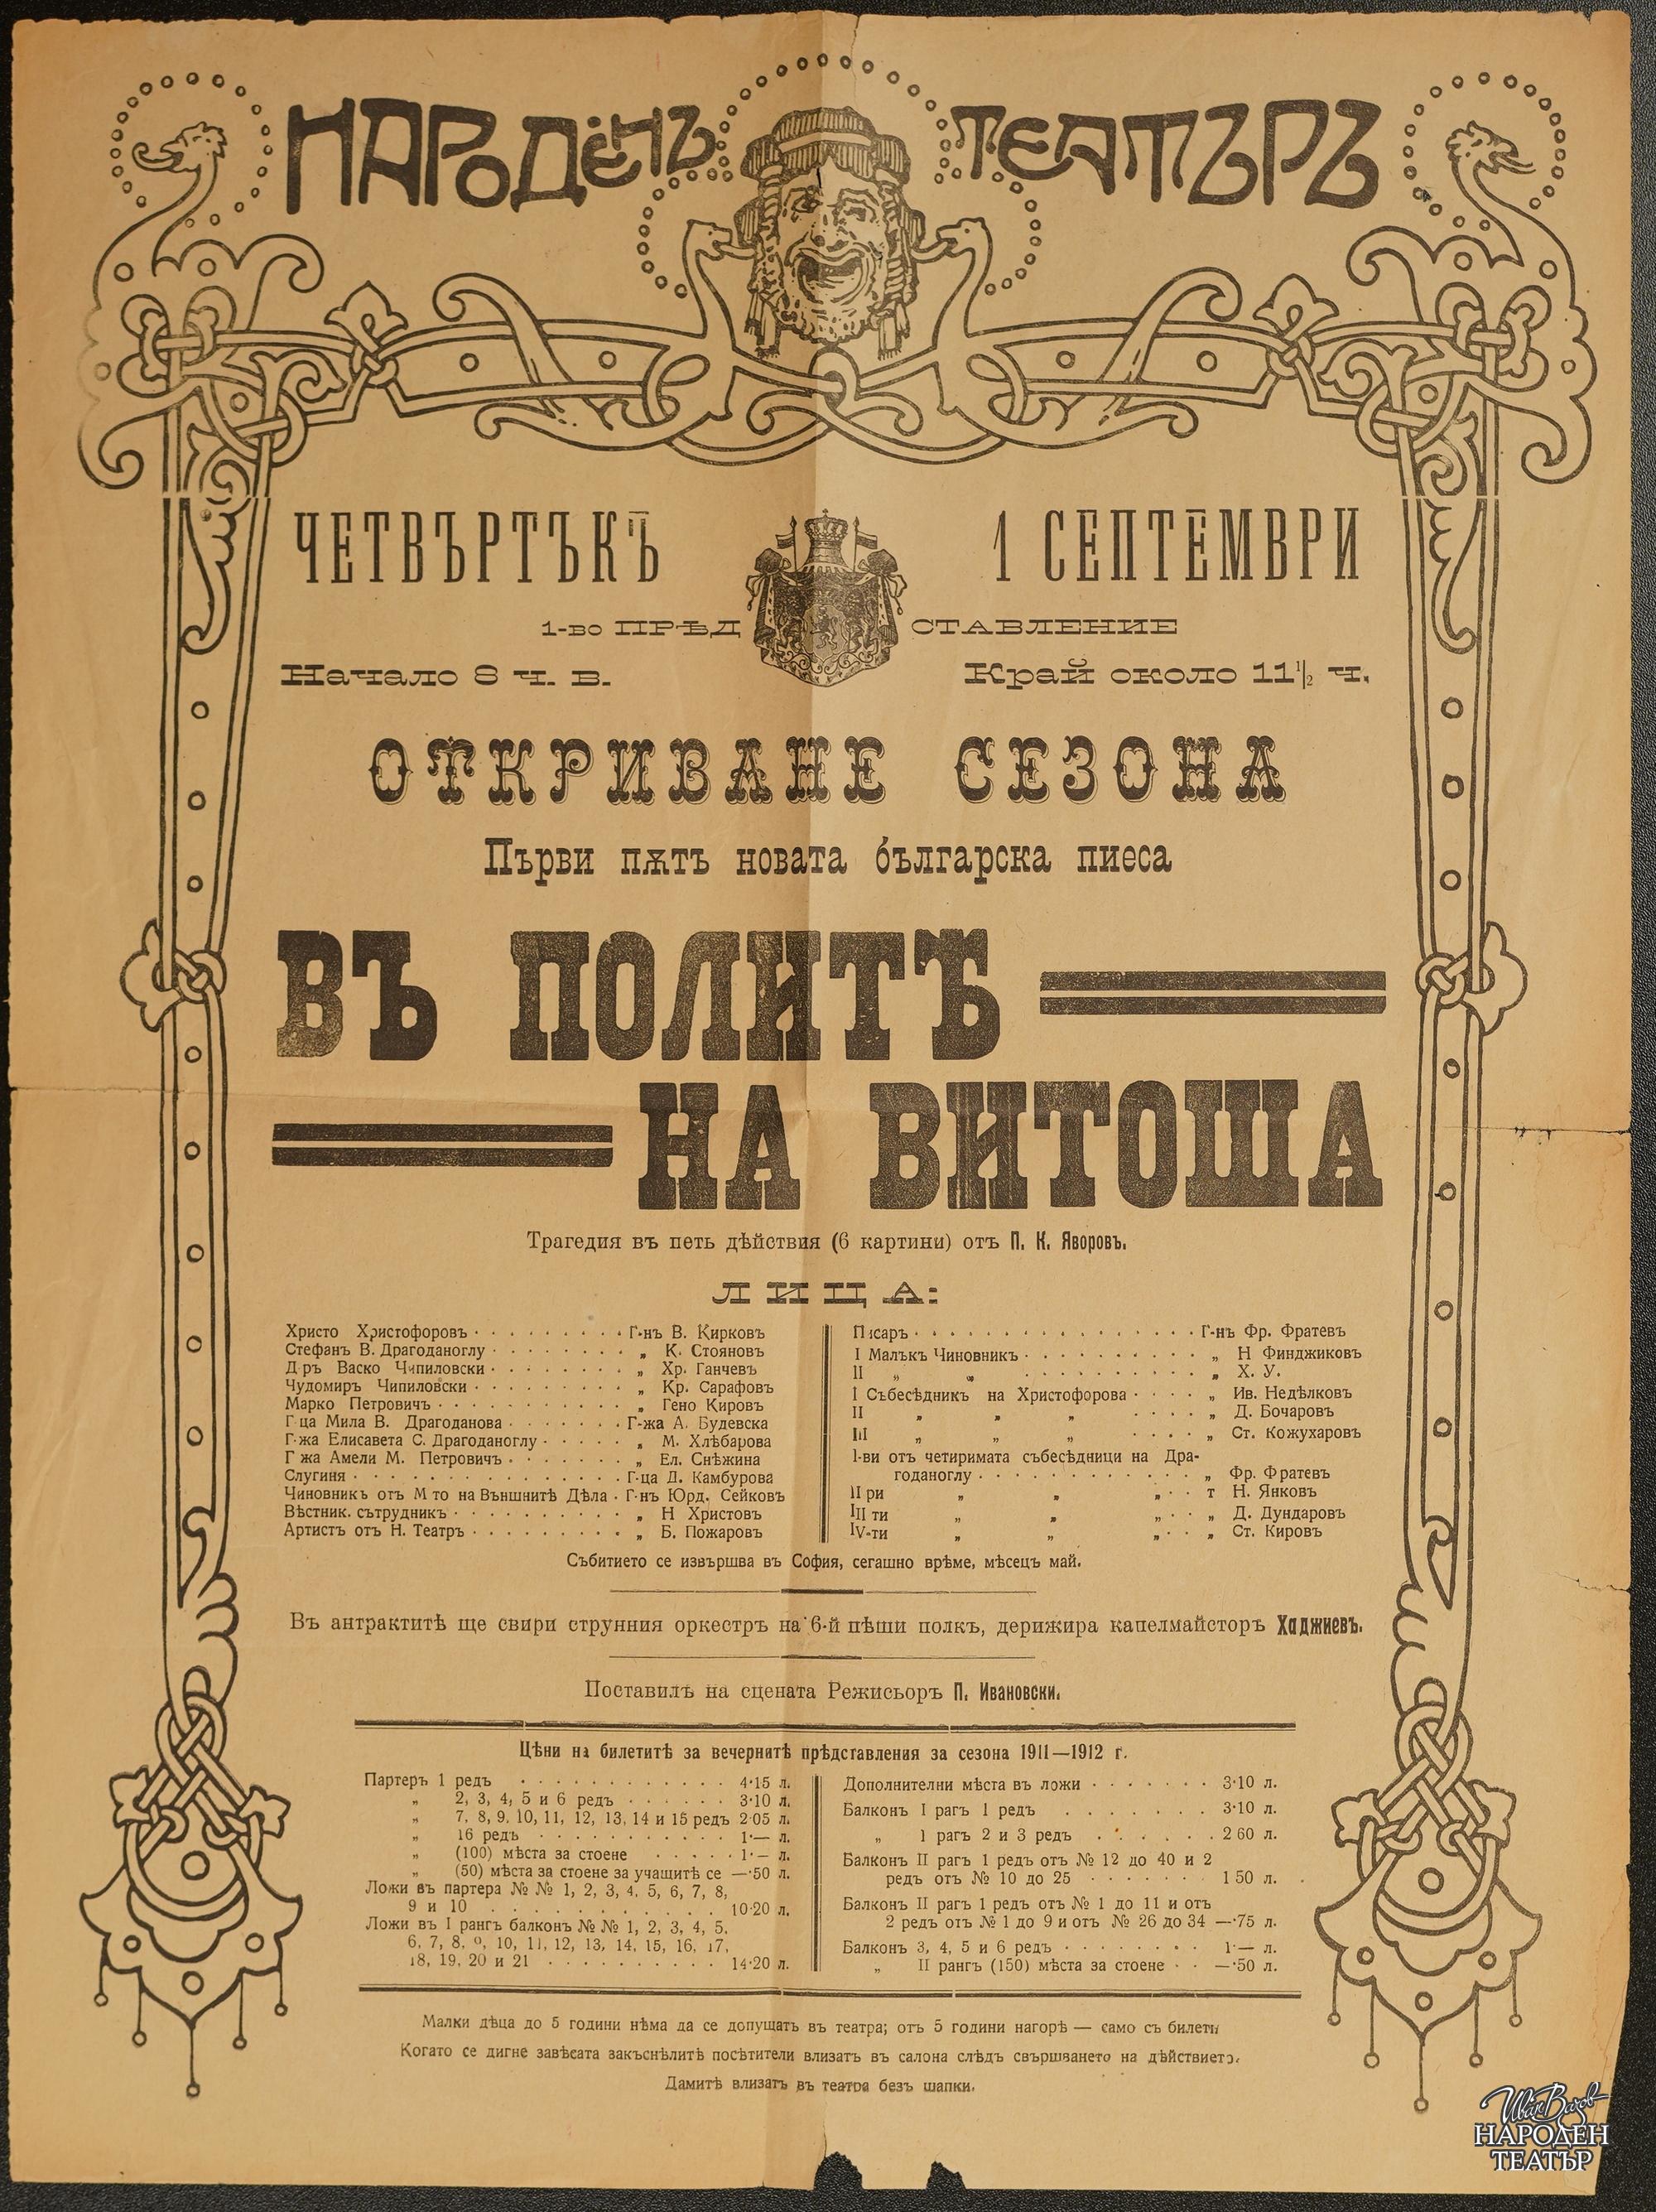 НАРОДЕНЪ ТЕАТЪРЪ
ЧЕТВЪРТЪКЪ 1 СЕПТЕМВРИ
1-во ПРѢДСТАВЛЕНИЕ
Начало 8 ч. в. Край около 11 1/2 ч.
ОТКРИВАНЕ СЕЗОНА
Първи пѫть новата българска пиеса
ВЪ ПОЛИТѢ
НА ВИТОША
Трагедия въ петь дѣйствия (6 картини) отъ П. К. Яворовъ.
ЛИЦА:
Христо Христофоровъ Г-нъ В. Кирковъ
Стефанъ В. Драгоданоглу „ К. Стояновъ
Д-ръ Васко Чипиловски „ Хр. Ганчевъ
Чудомиръ Чипиловски „ Кр. Сарафовъ
Марко Петровичъ „ Гено Кировъ
Г-ца Мила В. Драгоданова Г-жа А. Будевска
Г-жа Елисавета С. Драгоданоглу „ М. Хлѣбарова
Г жа Амели М. Петровичъ „ Ел. Снѣжина
Слугиня Г-ца Д. Камбурова
Чиновникъ отъ М то на Външнитѣ Дѣла Г-нъ Юрд. Сейковъ
Вѣстник. сътрудникъ „ Н Христовъ
Артистъ отъ Н. Театръ „ Б. Пожаровъ
Писаръ Г-нъ Фр. Фратевъ
I Малъкъ Чиновникъ „ Н Финджиковъ
II „ „ „ Х. У.
I Събесѣдникъ на Христофорова „ Ив. Недѣлковъ
II „ „ „ „ Д. Бочаровъ
III „ „ „ „ Ст. Кожухаровъ
I-ви отъ четиримата събесѣдници на Дра-
годаноглу „ Фр. Фратевъ
II ри „ „ „ т Н. Янковъ
III ти „ „ „ „ Д. Дундаровъ
IV-ти „ „ „ „ Ст. Кировъ
Събитието се извършва въ София, сегашно врѣме, мѣсецъ май.
Въ антрактитѣ ще свири струнния оркестръ на 6-й пѣши полкъ, дерижира капелмайсторъ Хаджиевъ.
Поставилъ на сцената Режисьоръ П. Ивановски.
Цѣни на билетитѣ за вечернитѣ прѣдставления за сезона 1911—1912 г.
Партеръ 1 редъ 4·15 л.
„ 2, 3, 4, 5 и 6 редъ 3·10 л.
„ 7, 8, 9, 10, 11, 12, 13, 14 и 15 редъ 2·05 л.
„ 16 редъ 1·— л.
„ (100) мѣста за стоене 1·— л.
„ (50) мѣста за стоене за учащитѣ се —·50 л.
Ложи въ партера № № 1, 2, 3, 4, 5, 6, 7, 8,
9 и 10 10·20 л.
Ложи въ I рангъ балконъ № № 1, 2, 3, 4, 5,
6, 7, 8, 9, 10, 11, 12, 13, 14, 15, 16, 17,
18, 19, 20 и 21 14·20 л.
Дополнителни мѣста въ ложи 3·10 л.
Балконъ I рагъ 1 редъ 3·10 л.
„ 1 рагъ 2 и 3 редъ 2 60 л.
Балконъ II рагъ 1 редъ отъ № 12 до 40 и 2
редъ отъ № 10 до 25 1 50 л.
Балконъ II рагъ 1 редъ отъ № 1 до 11 и отъ
2 редъ отъ № 1 до 9 и отъ № 26 до 34 —·75 л.
Балконъ 3, 4, 5 и 6 редъ 1·— л.
„ II рангъ (150) мѣста за стоене —·50 л.
Малки дѣца до 5 години нѣма да се допущатъ въ театра; отъ 5 години нагорѣ — само съ билети
Когато се дигне завѣсата закъснѣлитѣ посѣтители влизатъ въ салона слѣдъ свършването на дѣйствието.
Дамитѣ влизатъ въ театра безъ шапки.
Иван Вазов
НАРОДЕН
ТЕАТЪР